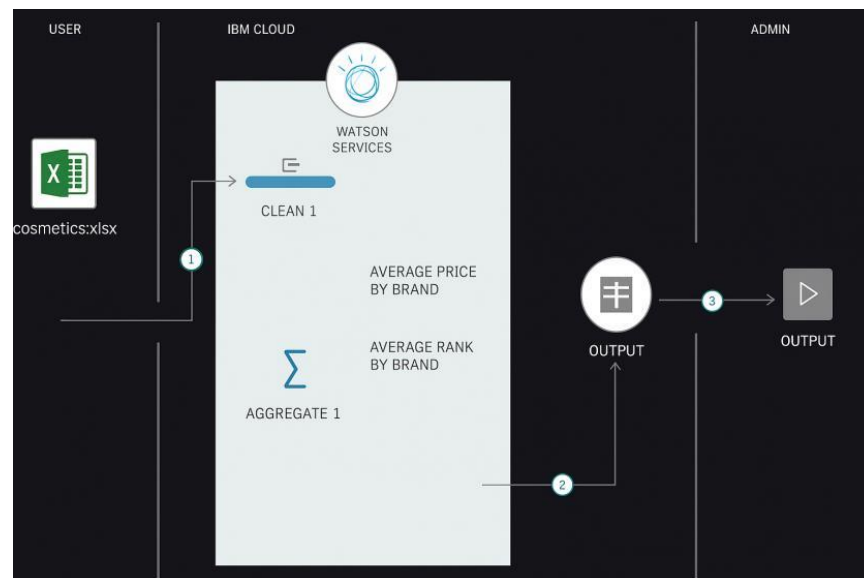 USER
IBM CLOUD
ADMIN
WATSON
SERVICES
X
cosmetics:xlsx
CLEAN 1
1
AVERAGE PRICE
BY BRAND
AVERAGE RANK
BY BRAND
AGGREGATE 1
Σ
2
OUTPUT
3
OUTPUT